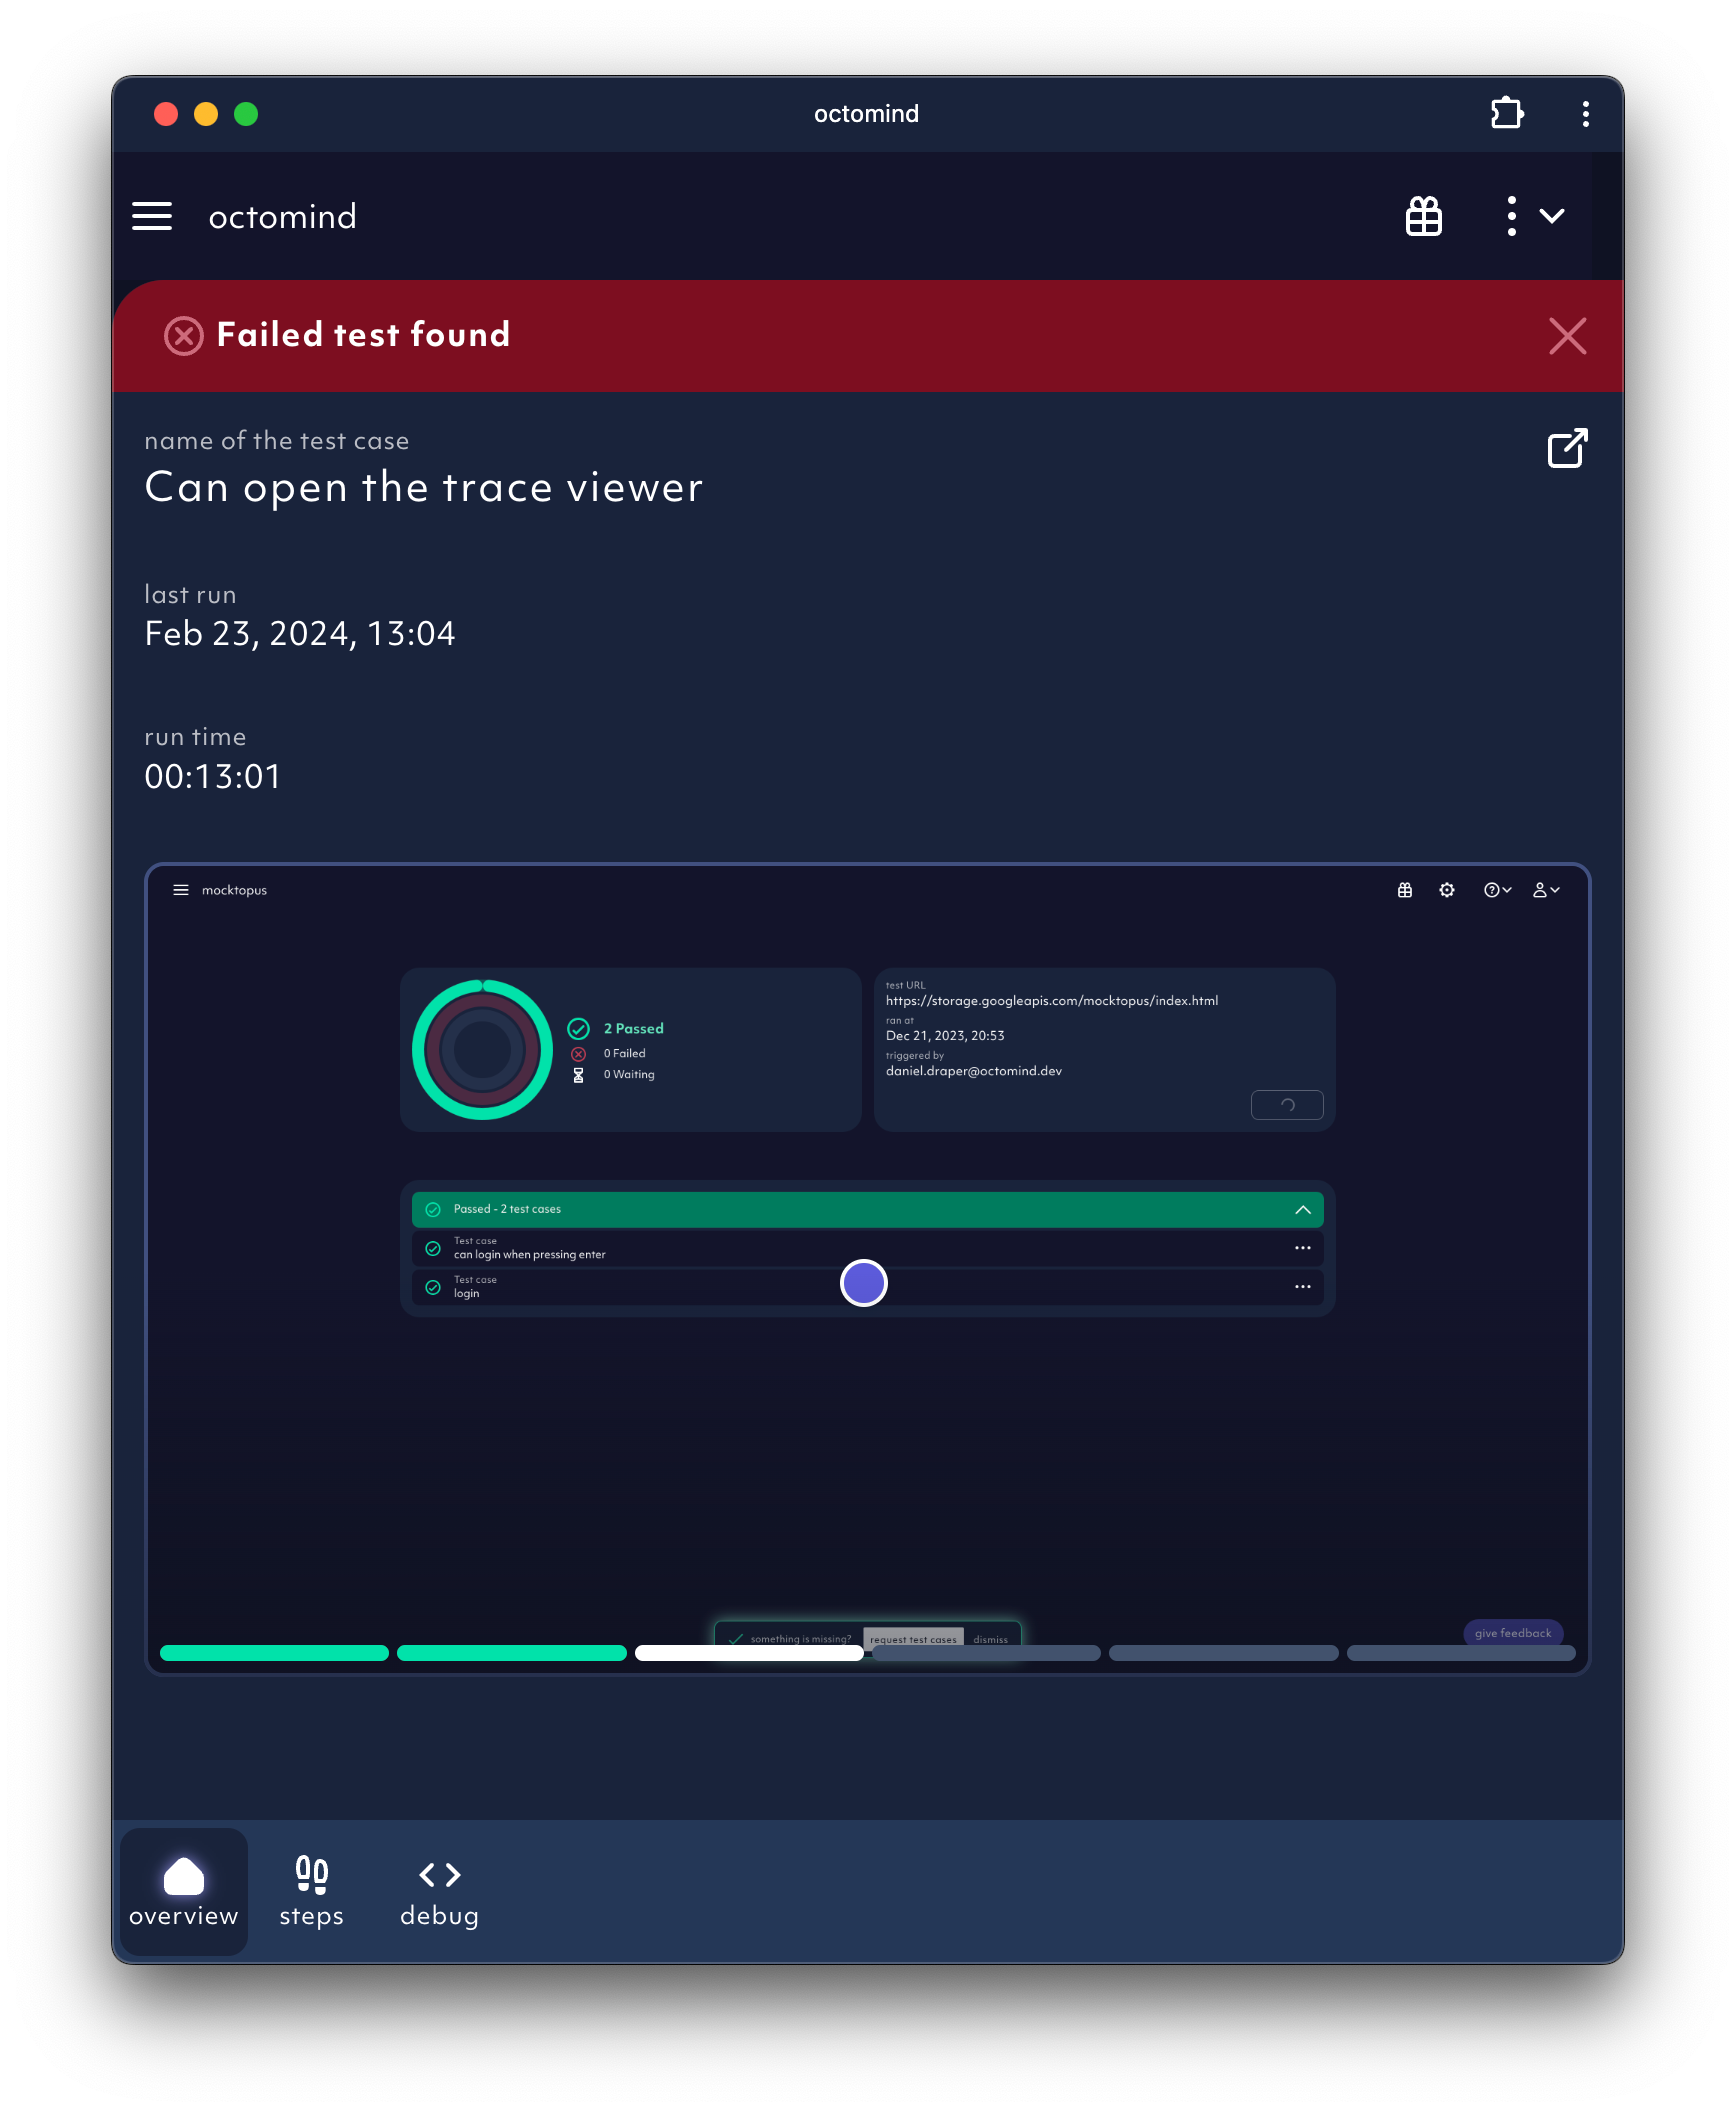 octomind
octomind
Failed test found
name of the test case
Can open the trace viewer
last run
Feb 23, 2024, 13:04
run time
00:13:01
mocktopus
2 Passed
0 Failed
0 Waiting
test URL
https://storage.googleapis.com/mocktopus/index.html
ran at
Dec 21, 2023, 20:53
triggered by
daniel.draper@octomind.dev
Passed - 2 test cases
Test case
can login when pressing enter
Test case
login
something is missing? request test cases dismiss
give feedback
overview steps debug